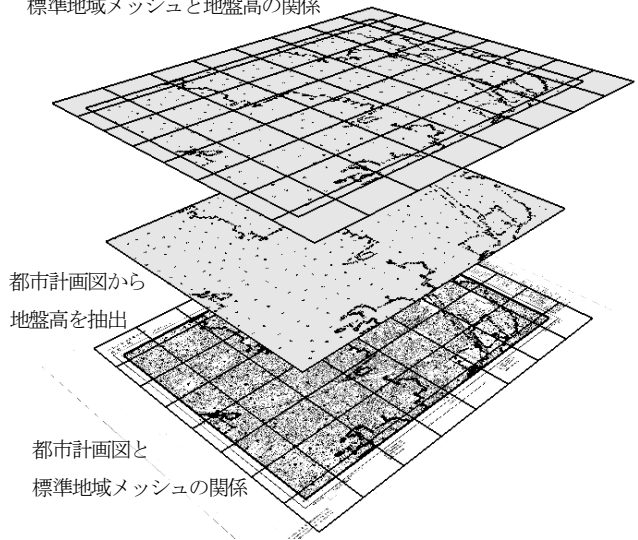 標準地域メッシュと地盤高の関係
都市計画図から
地盤高を抽出
都市計画図と
標準地域メッシュの関係